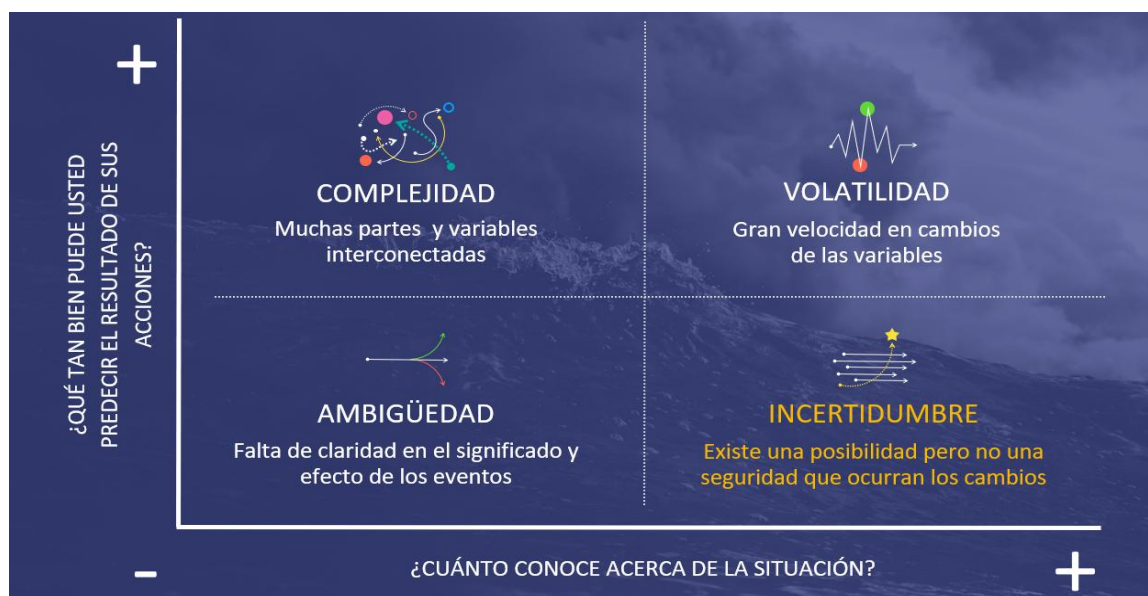 ¿QUÉ TAN BIEN PUEDE USTED
PREDECIR EL RESULTADO DE SUS
ACCIONES?
+
COMPLEJIDAD
Muchas partes y variables
interconectadas
VOLATILIDAD
Gran velocidad en cambios
de las variables
AMBIGÜEDAD
Falta de claridad en el significado y
efecto de los eventos
INCERTIDUMBRE
Existe una posibilidad pero no una
seguridad que ocurran los cambios
-
¿CUÁNTO CONOCE ACERCA DE LA SITUACIÓN?
+